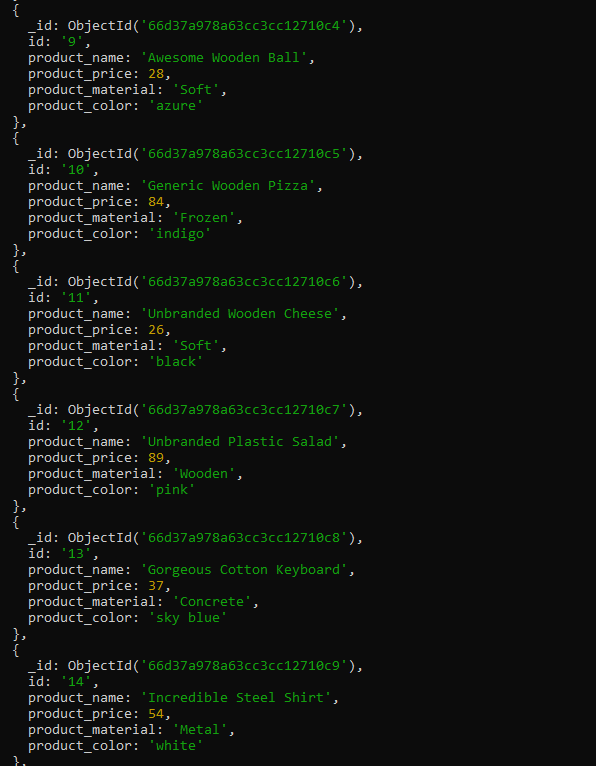 {
_id: ObjectId('66d37a978a63cc3cc12710c4'),
id: '9',
product_name: 'Awesome Wooden Ball',
product_price: 28,
product_material: 'Soft',
product_color: 'azure'
},
{
_id: ObjectId('66d37a978a63cc3cc12710c5'),
id: '10',
product_name: 'Generic Wooden Pizza',
product_price: 84,
product_material: 'Frozen',
product_color: 'indigo'
},
{
_id: ObjectId('66d37a978a63cc3cc12710c6'),
id: '11',
product_name: 'Unbranded Wooden Cheese',
product_price: 26,
product_material: 'Soft',
product_color: 'black'
},
{
_id: ObjectId('66d37a978a63cc3cc12710c7'),
id: '12',
product_name: 'Unbranded Plastic Salad',
product_price: 89,
product_material: 'Wooden',
product_color: 'pink'
},
{
_id: ObjectId('66d37a978a63cc3cc12710c8'),
id: '13',
product_name: 'Gorgeous Cotton Keyboard',
product_price: 37,
product_material: 'Concrete',
product_color: 'sky blue'
},
{
_id: ObjectId('66d37a978a63cc3cc12710c9'),
id: '14',
product_name: 'Incredible Steel Shirt',
product_price: 54,
product_material: 'Metal',
product_color: 'white'
},